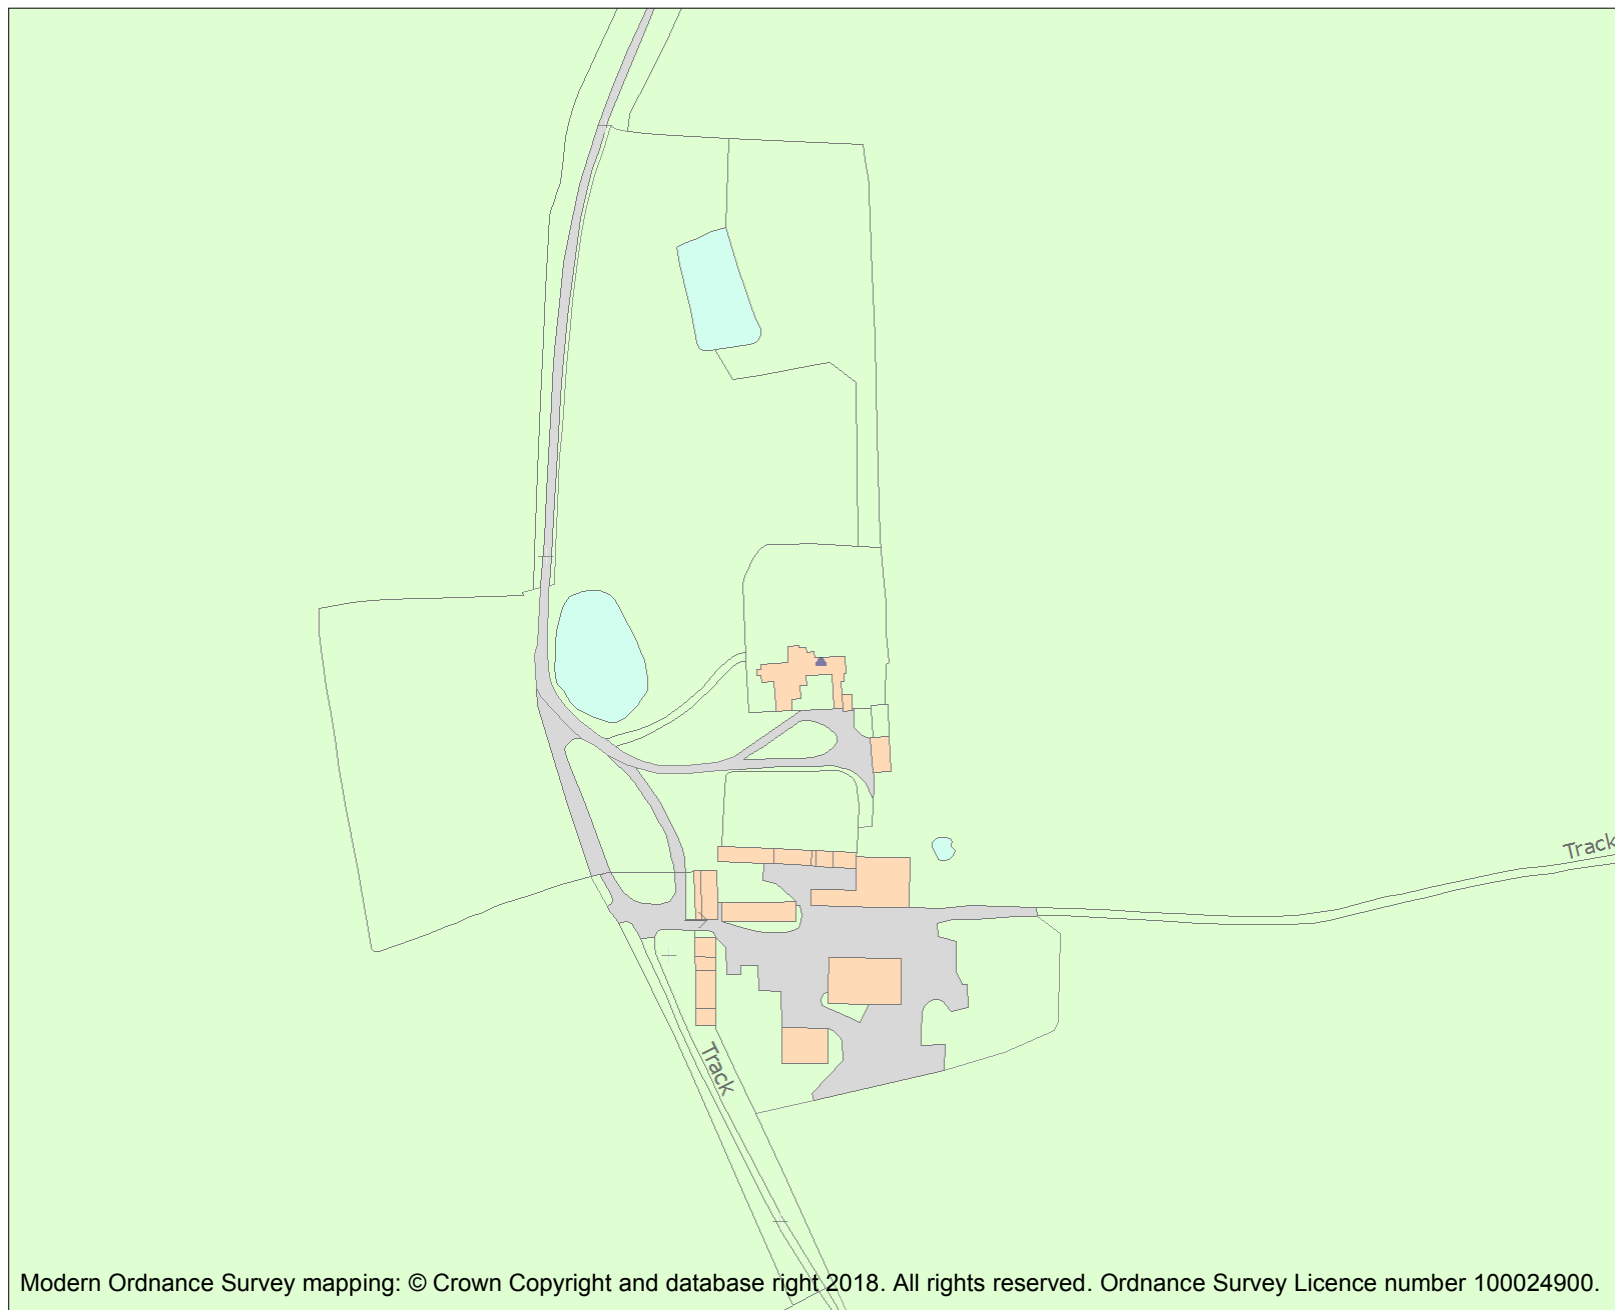 Track
Track
Modern Ordnance Survey mapping: © Crown Copyright and database right 2018. All rights reserved. Ordnance Survey Licence number 100024900.